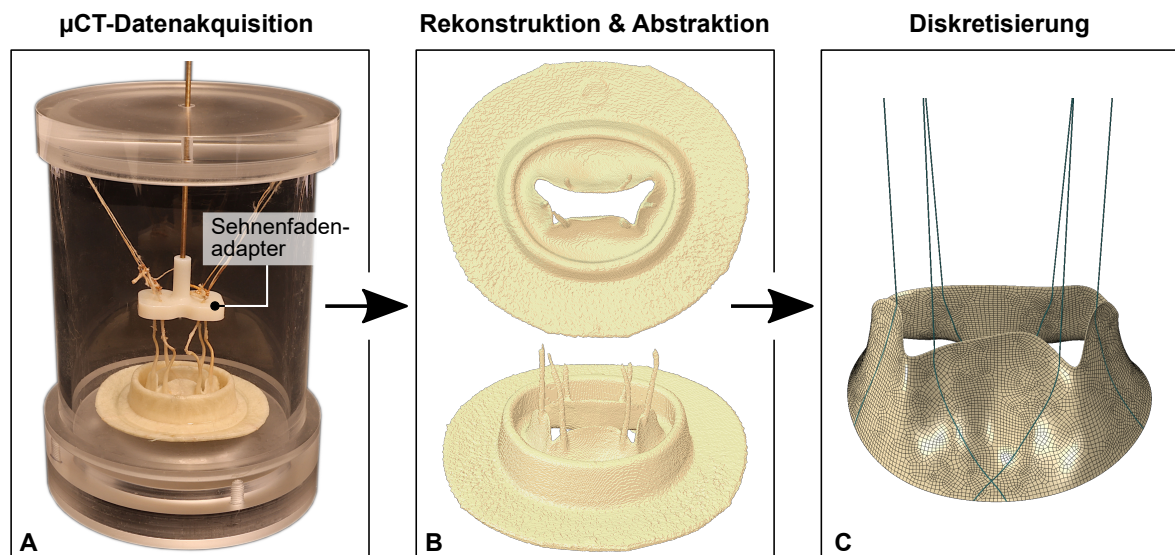 µCT-Datenakquisition
Rekonstruktion & Abstraktion
Diskretisierung
Sehnenfaden-
adapter
A
B
C